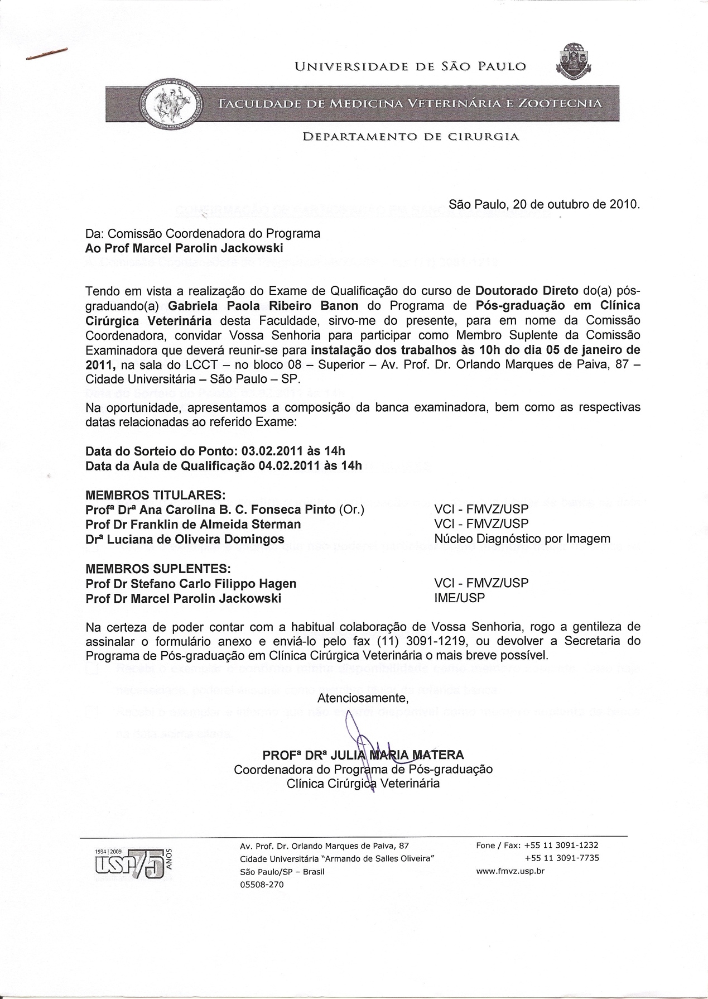 UNIVERSIDADE DE SÃO PAULO
FACULDADE DE MEDICINA VETERINÁRIA E ZOOTECNIA
DEPARTAMENTO DE CIRURGIA
São Paulo, 20 de outubro de 2010.
Da: Comissão Coordenadora do Programa
Ao Prof Marcel Parolin Jackowski
Tendo em vista a realização do Exame de Qualificação do curso de Doutorado Direto do(a) pós-
graduando(a) Gabriela Paola Ribeiro Banon do Programa de Pós-graduação em Clínica
Cirúrgica Veterinária desta Faculdade, sirvo-me do presente, para em nome da Comissão
Coordenadora, convidar Vossa Senhoria para participar como Membro Suplente da Comissão
Examinadora que deverá reunir-se para instalação dos trabalhos às 10h do dia 05 de janeiro de
2011, na sala do LCCT – no bloco 08 – Superior – Av. Prof. Dr. Orlando Marques de Paiva, 87 –
Cidade Universitária – São Paulo – SP.
Na oportunidade, apresentamos a composição da banca examinadora, bem como as respectivas
datas relacionadas ao referido Exame:
Data do Sorteio do Ponto: 03.02.2011 às 14h
Data da Aula de Qualificação 04.02.2011 às 14h
MEMBROS TITULARES:
Profª Drª Ana Carolina B. C. Fonseca Pinto (Or.) VCI - FMVZ/USP
Prof Dr Franklin de Almeida Sterman VCI - FMVZ/USP
Drª Luciana de Oliveira Domingos Núcleo Diagnóstico por Imagem
MEMBROS SUPLENTES:
Prof Dr Stefano Carlo Filippo Hagen VCI - FMVZ/USP
Prof Dr Marcel Parolin Jackowski IME/USP
Na certeza de poder contar com a habitual colaboração de Vossa Senhoria, rogo a gentileza de
assinalar o formulário anexo e enviá-lo pelo fax (11) 3091-1219, ou devolver a Secretaria do
Programa de Pós-graduação em Clínica Cirúrgica Veterinária o mais breve possível.
Atenciosamente,
PROFª DRª JULIA MARIA MATERA
Coordenadora do Programa de Pós-graduação
Clínica Cirúrgica Veterinária
1934 | 2009
USP 75 ANOS
Av. Prof. Dr. Orlando Marques de Paiva, 87
Cidade Universitária "Armando de Salles Oliveira"
São Paulo/SP – Brasil
05508-270
Fone / Fax: +55 11 3091-1232
+55 11 3091-7735
www.fmvz.usp.br